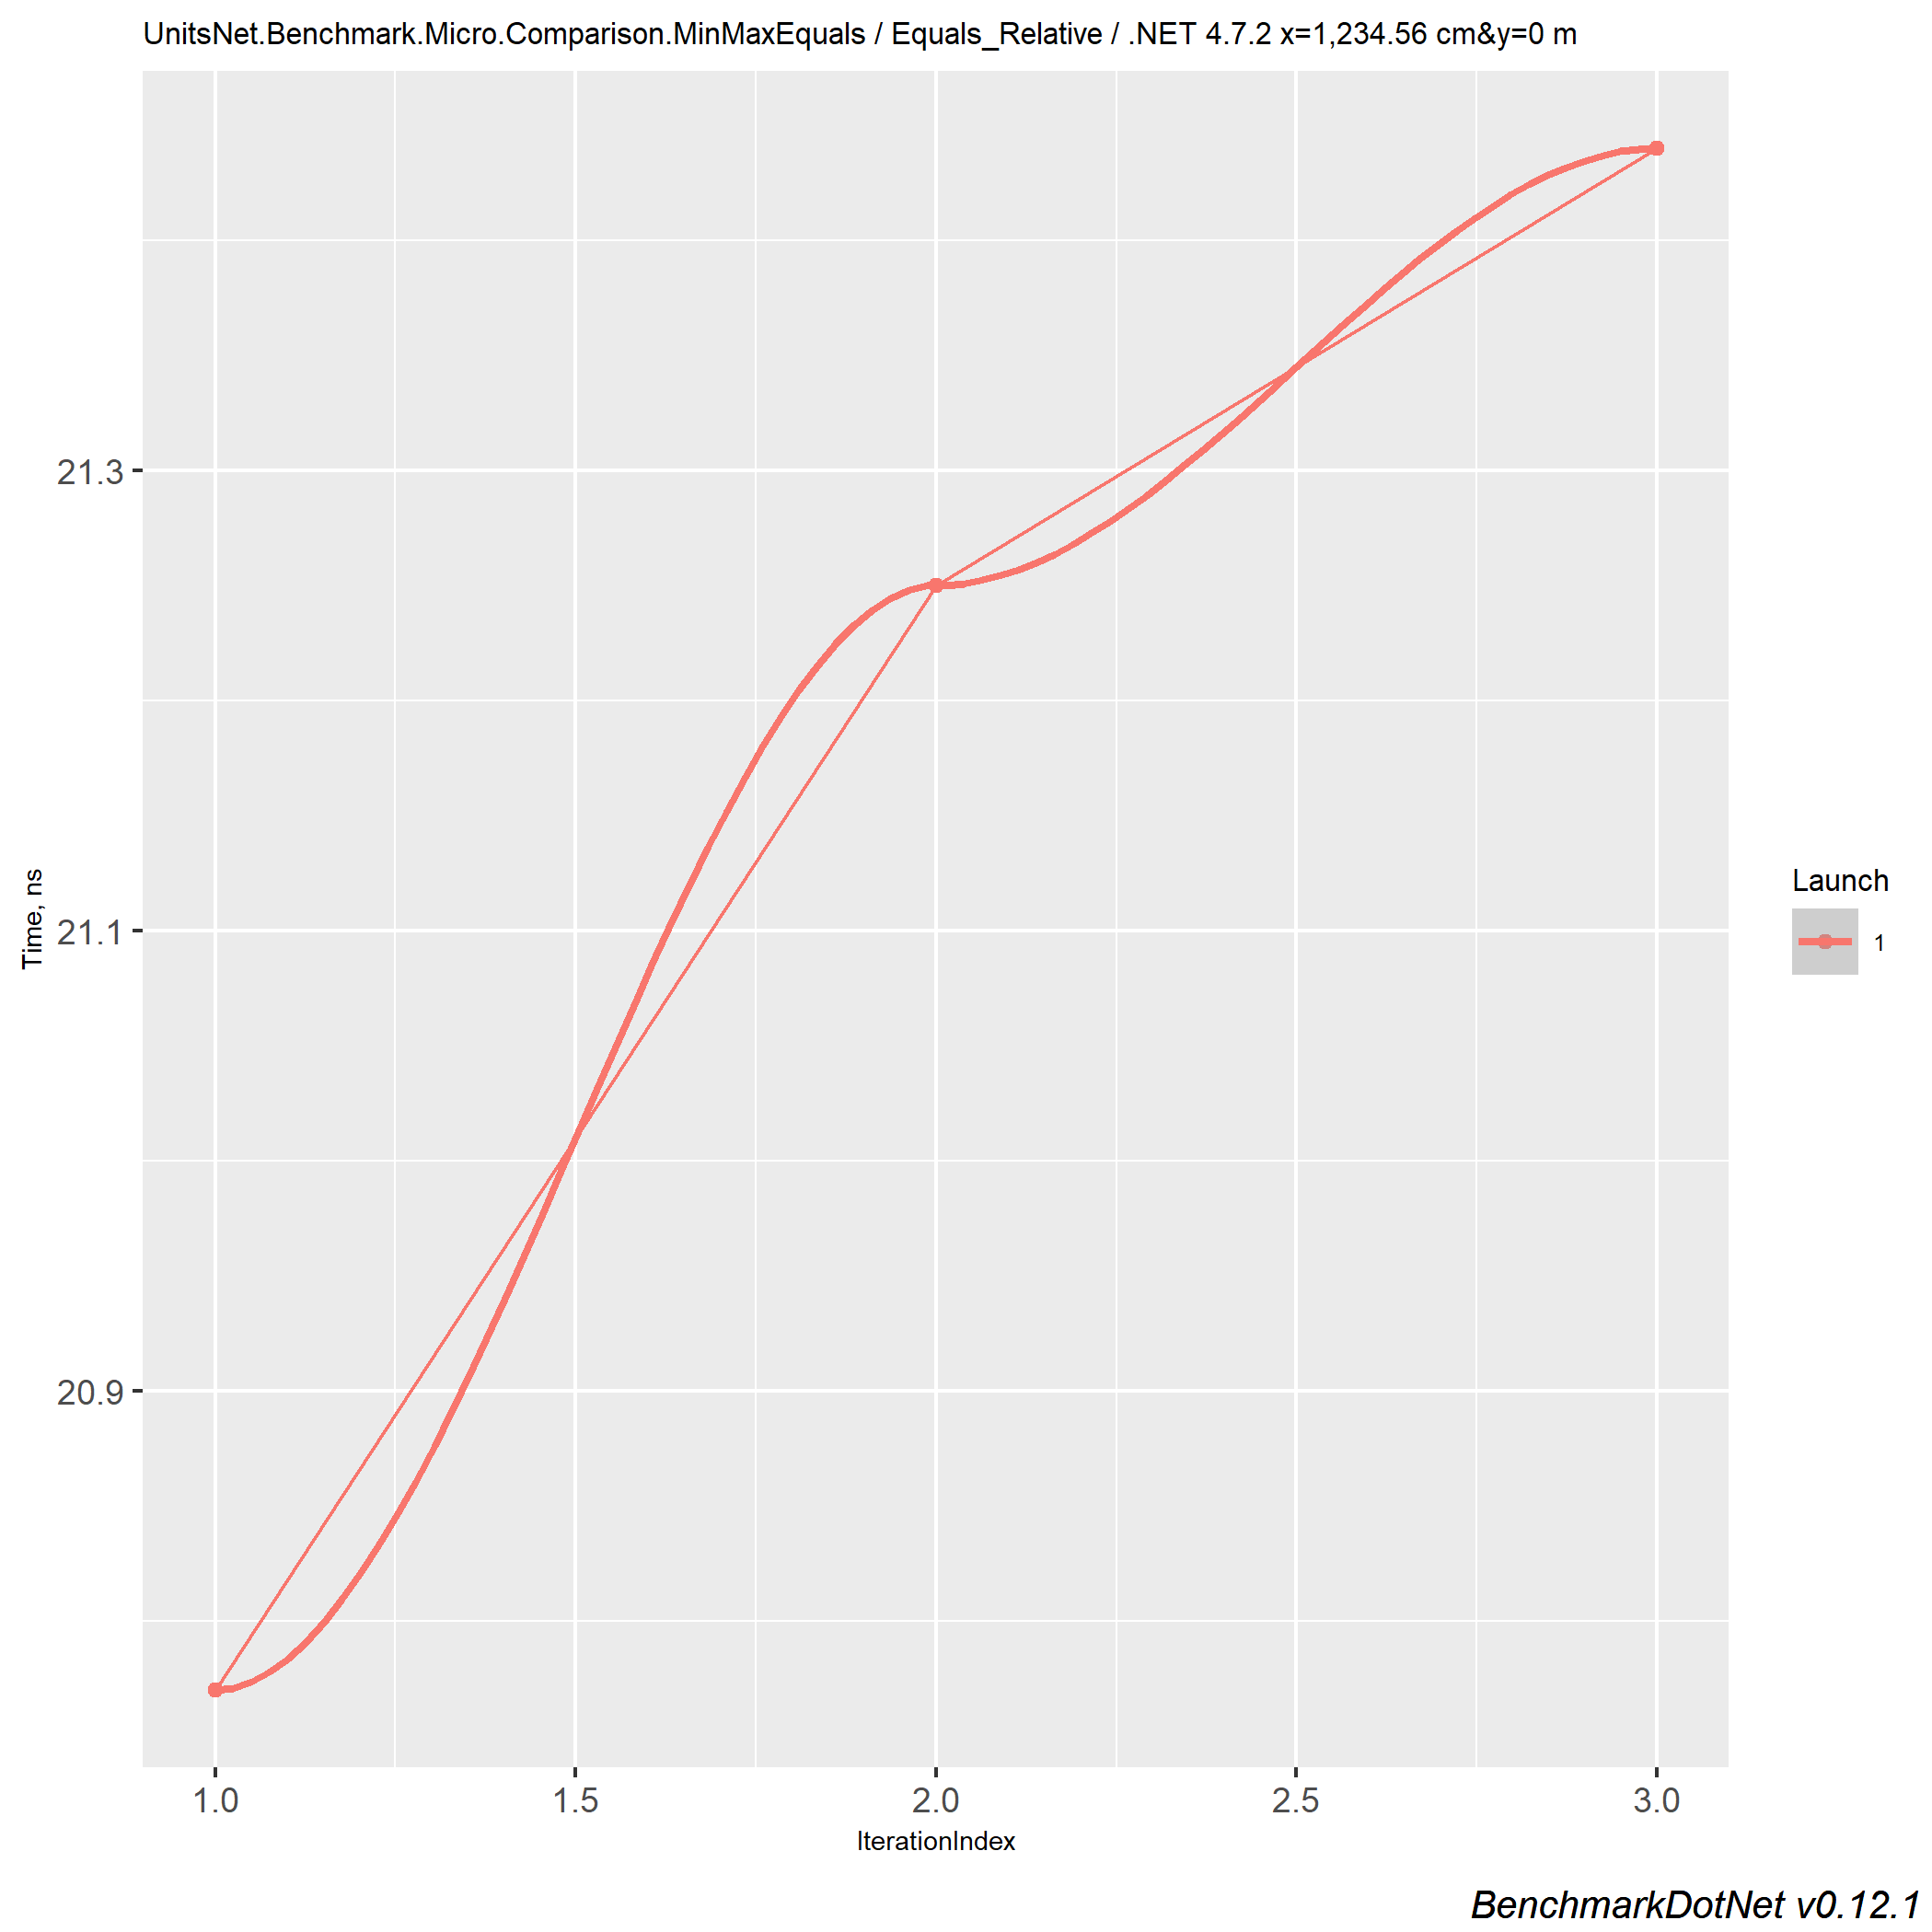 UnitsNet.Benchmark.Micro.Comparison.MinMaxEquals / Equals_Relative / .NET 4.7.2 x=1,234.56 cm&y=0 m
Time, ns
21.3
21.1
20.9
1.0 1.5 2.0 2.5 3.0
IterationIndex
Launch
1
BenchmarkDotNet v0.12.1